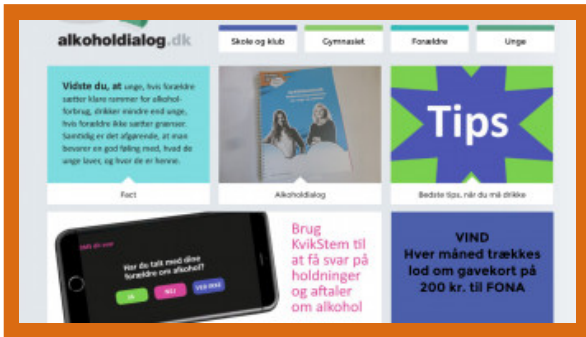 alkoholdialog.dk
Skole og klub
Gymnasiet
Forældre
Unge
Vidste du, at unge, hvis forældre
sætter klare rammer for alkohol-
forbrug, drikker mindre end unge,
hvis forældre ikke sætter grænser.
Samtidig er det afgørende, at man
bevarer en god føling med, hvad de
unge laver, og hvor de er henne.
Fact
Alkoholdialog
Tips
Bedste tips, når du må drikke
Har du talt med dine
forældre om alkohol?
JA
NEJ
VED IKKE
Brug
KvikStem til
at få svar på
holdninger
og aftaler
om alkohol
VIND
Hver måned trækkes
lod om gavekort på
200 kr. til FONA